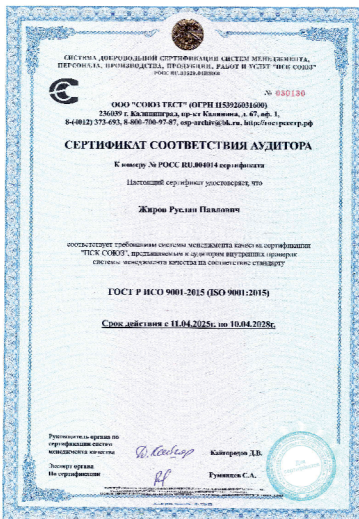 СИСТЕМА ДОБРОВОЛЬНОЙ СЕРТИФИКАЦИИ СИСТЕМ МЕНЕДЖМЕНТА,
ПЕРСОНАЛА, ПРОИЗВОДСТВА, ПРОДУКЦИИ, РАБОТ И УСЛУГ "ПСК СОЮЗ"
№ 030130
ООО "СОЮЗ ТЕСТ" (ОГРН 1153926031600)
236039 г. Калининград, пр-кт Калинина, д. 67, оф. 1,
8-(4012) 373-693, 8-800-700-97-87, osp-archiv@bk.ru, http://гостреестр.рф
СЕРТИФИКАТ СООТВЕТСТВИЯ АУДИТОРА
К номеру № РОСС RU.004014 сертификата
Настоящий сертификат удостоверяет, что
Жиров Руслан Павлович
соответствует требованиям системы менеджмента качества сертификации
"ПСК СОЮЗ", предъявляемым к аудиторам внутренних проверок
системы менеджмента качества на соответствие стандарту
ГОСТ Р ИСО 9001-2015 (ISO 9001:2015)
Срок действия с 11.04.2025г. по 10.04.2028г.
Руководитель органа по
сертификации систем
менеджмента качества
Кайгородов Д.В.
Эксперт органа
По сертификации
Румянцев С.А.